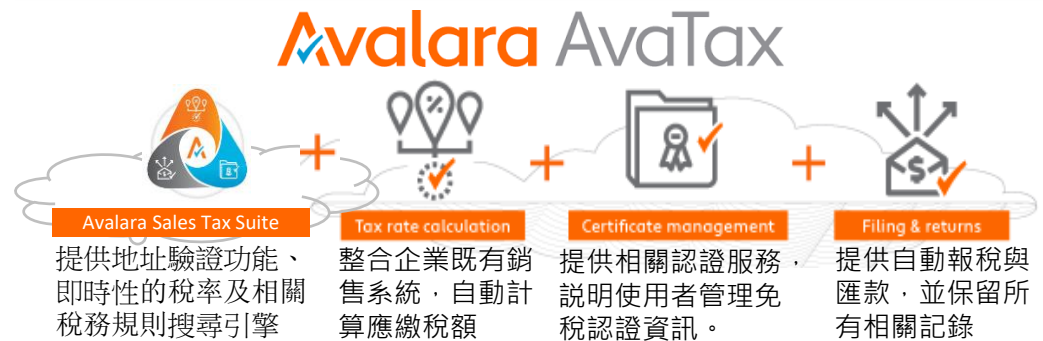 Avalara AvaTax
Avalara Sales Tax Suite
提供地址驗證功能、
即時性的稅率及相關
稅務規則搜尋引擎
Tax rate calculation
整合企業既有銷
售系統，自動計
算應繳稅額
Certificate management
提供相關認證服務，
説明使用者管理免
稅認證資訊。
Filing & returns
提供自動報稅與
匯款，並保留所
有相關記錄